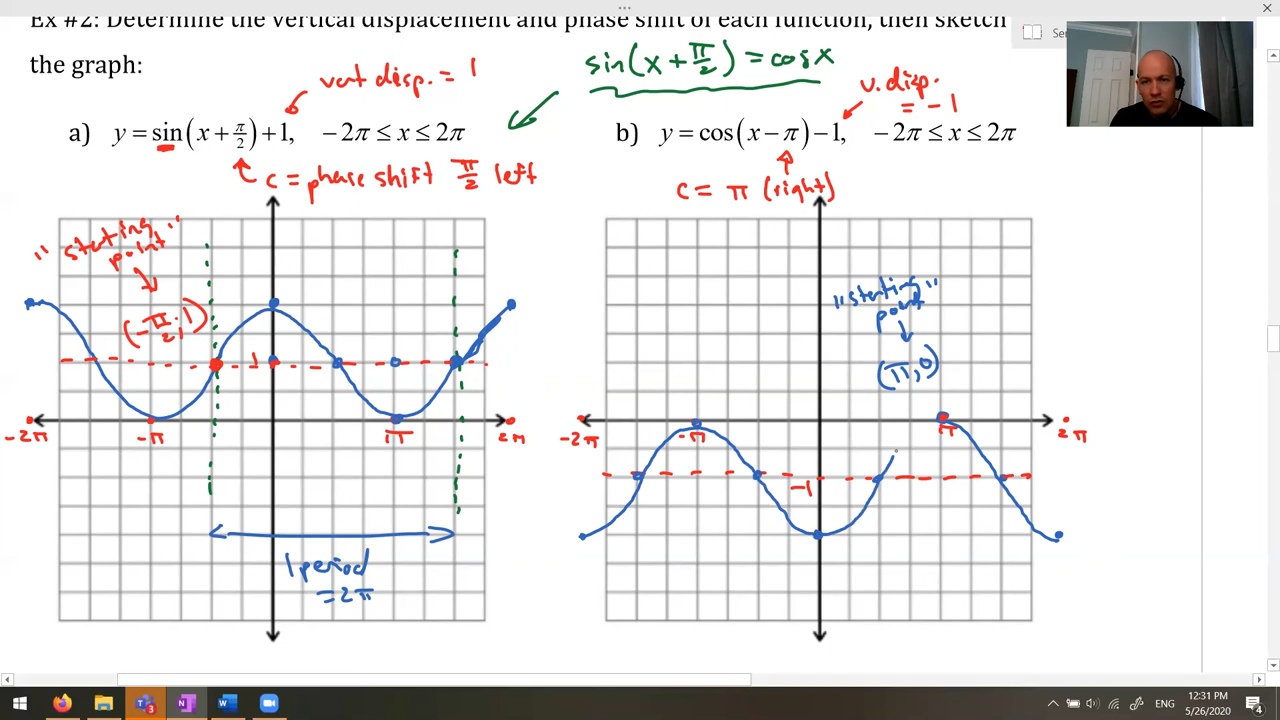 Ex #2: Determine the vertical displacement and phase shift of each function, then sketch
the graph:
sin(x + π/2) = cos x
vert disp. = 1
v. disp.
= -1
a) y = sin(x + π/2) + 1, -2π ≤ x ≤ 2π
b) y = cos(x − π) − 1, -2π ≤ x ≤ 2π
c = phase shift π/2 left
c = π (right)
"starting
point"
(-π/2, 1)
1
-2π
-π
π
2π
1 period
= 2π
"starting"
point
(π, 0)
-2π
-π
π
2π
-1
ENG
12:31 PM
5/26/2020
3
4